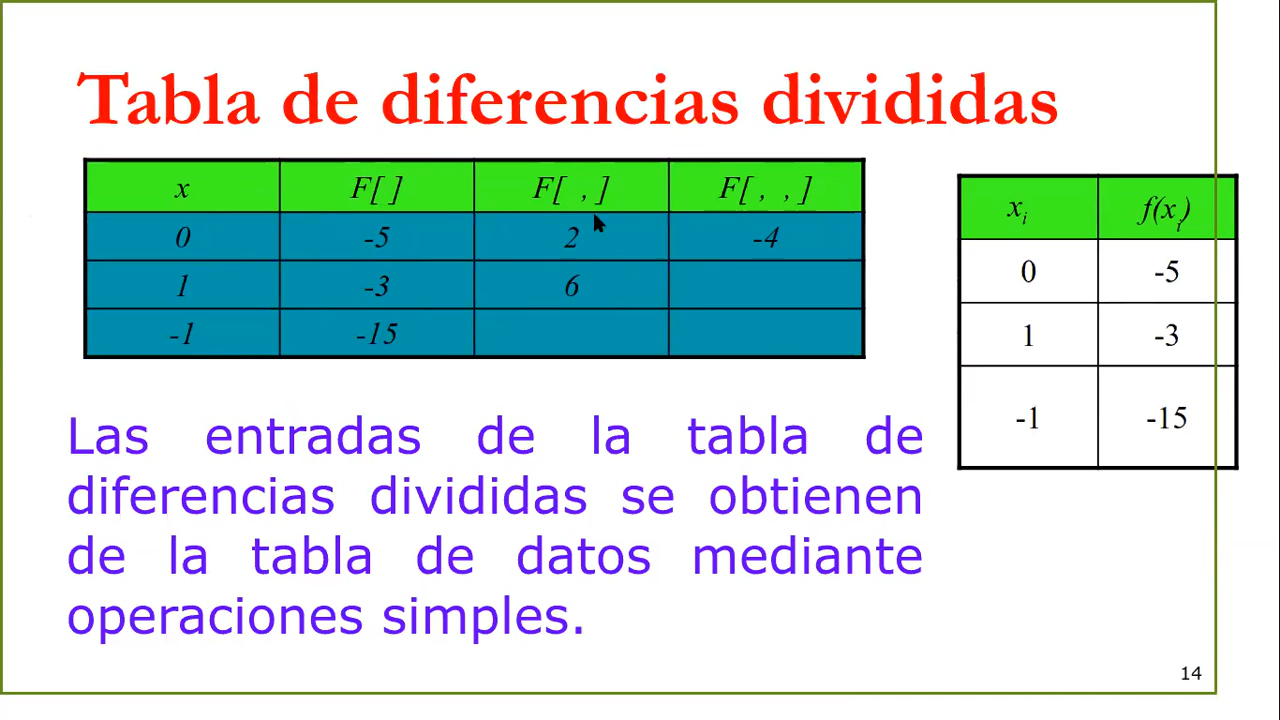 Tabla de diferencias divididas
x F[ ] F[ , ] F[ , , ]
0 -5 2 -4
1 -3 6
-1 -15
xi f(xi)
0 -5
1 -3
-1 -15
Las entradas de la tabla de
diferencias divididas se obtienen
de la tabla de datos mediante
operaciones simples.
14